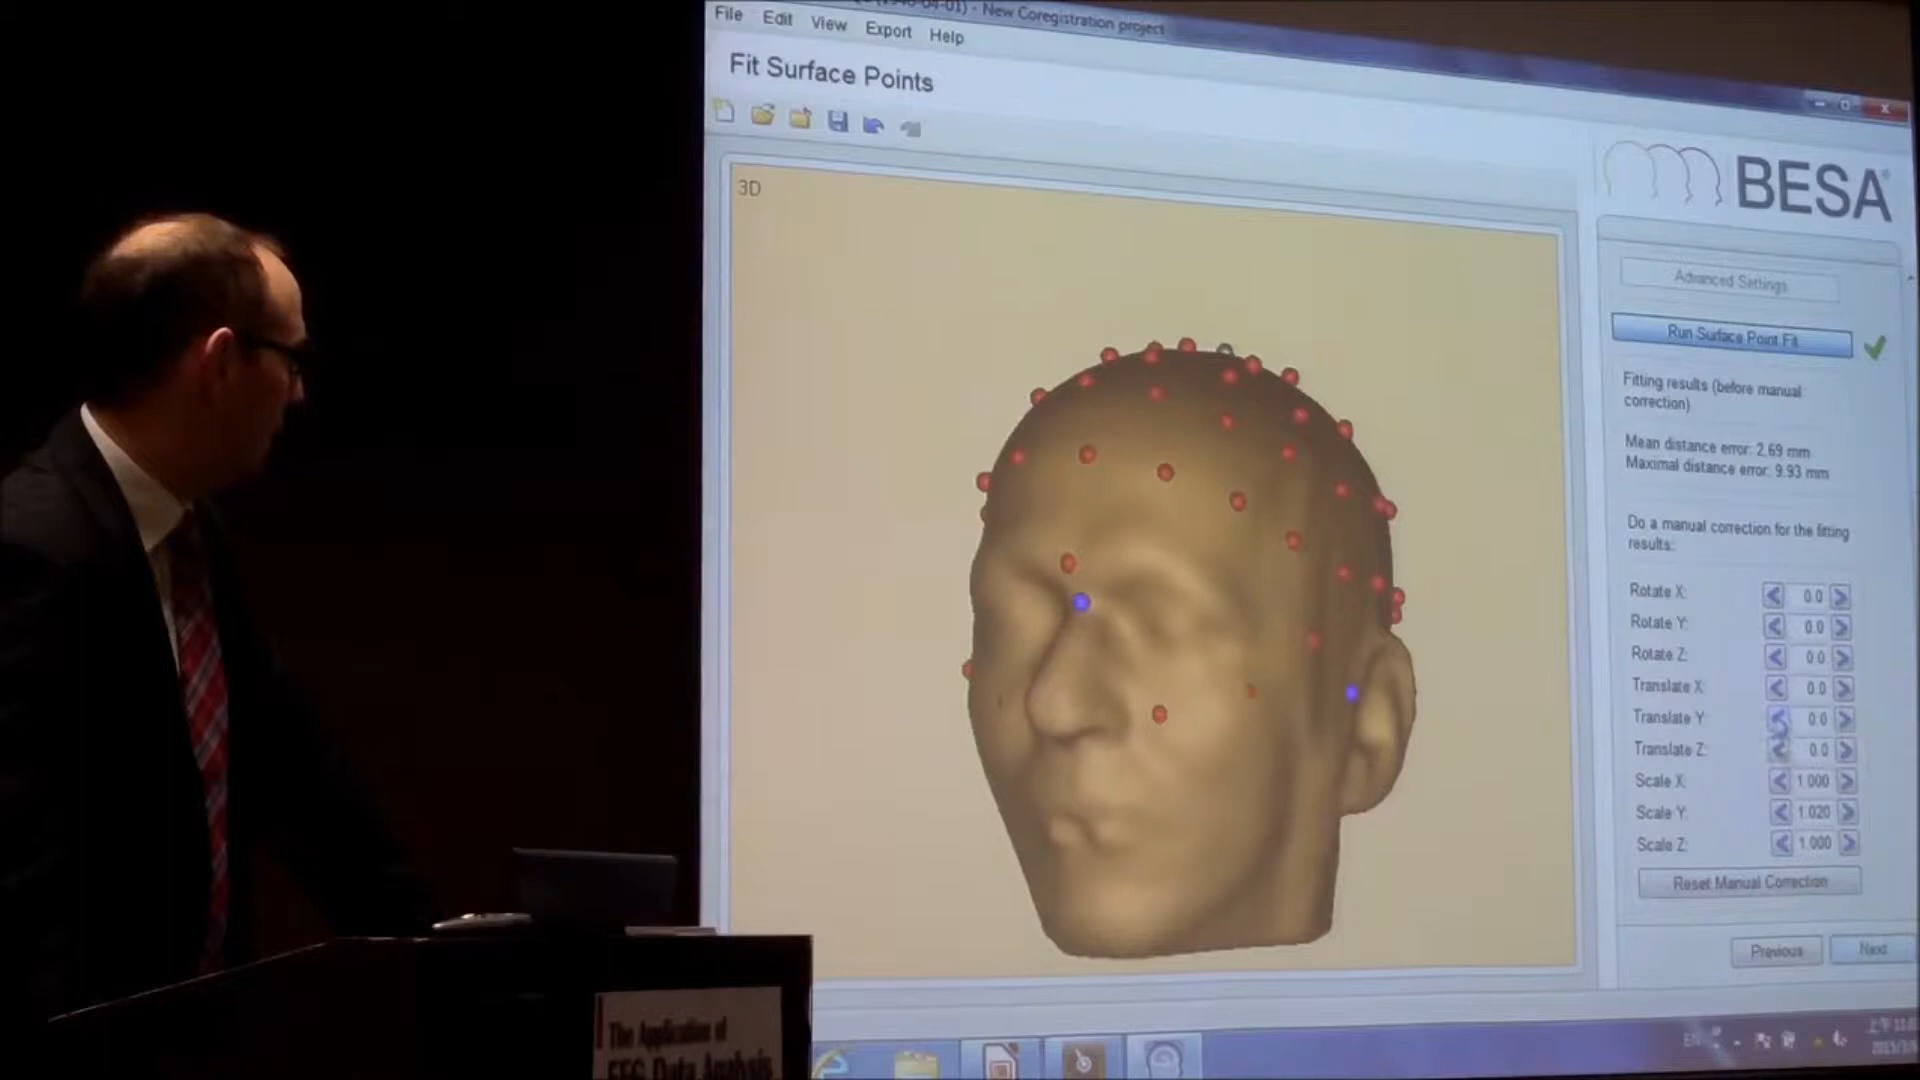 - New Coregistration project
File Edit View Export Help
Fit Surface Points
3D
BESA
Advanced Settings
Run Surface Point Fit
Fitting results (before manual
correction)
Mean distance error: 2.69 mm
Maximal distance error: 9.93 mm
Do a manual correction for the fitting
results:
Rotate X: 0.0
Rotate Y: 0.0
Rotate Z: 0.0
Translate X: 0.0
Translate Y: 0.0
Translate Z: 0.0
Scale X: 1.000
Scale Y: 1.020
Scale Z: 1.000
Reset Manual Correction
Previous Next
The Application of
EEG Data Analysis
EN